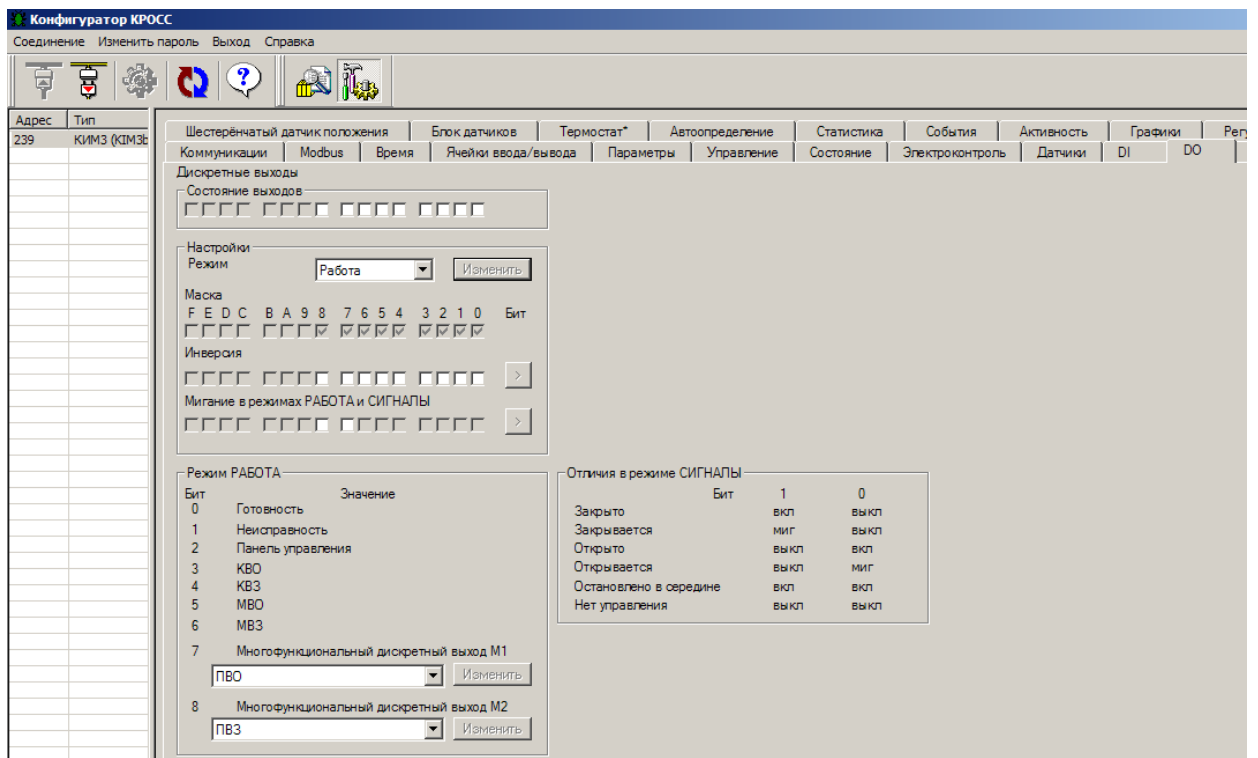 Конфигуратор КРОСС
Соединение Изменить пароль Выход Справка
Адрес Тип
239 КИМ3 (KIM3b
Шестерёнчатый датчик положения Блок датчиков Термостат* Автоопределение Статистика События Активность Графики Регу
Коммуникации Modbus Время Ячейки ввода/вывода Параметры Управление Состояние Электроконтроль Датчики DI DO
Дискретные выходы
Состояние выходов
Настройки
Режим Работа Изменить
Маска
F E D C B A 9 8 7 6 5 4 3 2 1 0 Бит
Инверсия
>
Мигание в режимах РАБОТА и СИГНАЛЫ
>
Режим РАБОТА
Бит Значение
0 Готовность
1 Неисправность
2 Панель управления
3 КВО
4 КВЗ
5 МВО
6 МВЗ
7 Многофункциональный дискретный выход М1
ПВО Изменить
8 Многофункциональный дискретный выход М2
ПВЗ Изменить
Отличия в режиме СИГНАЛЫ
Бит 1 0
Закрыто вкл выкл
Закрывается миг выкл
Открыто выкл вкл
Открывается выкл миг
Остановлено в середине вкл вкл
Нет управления выкл выкл